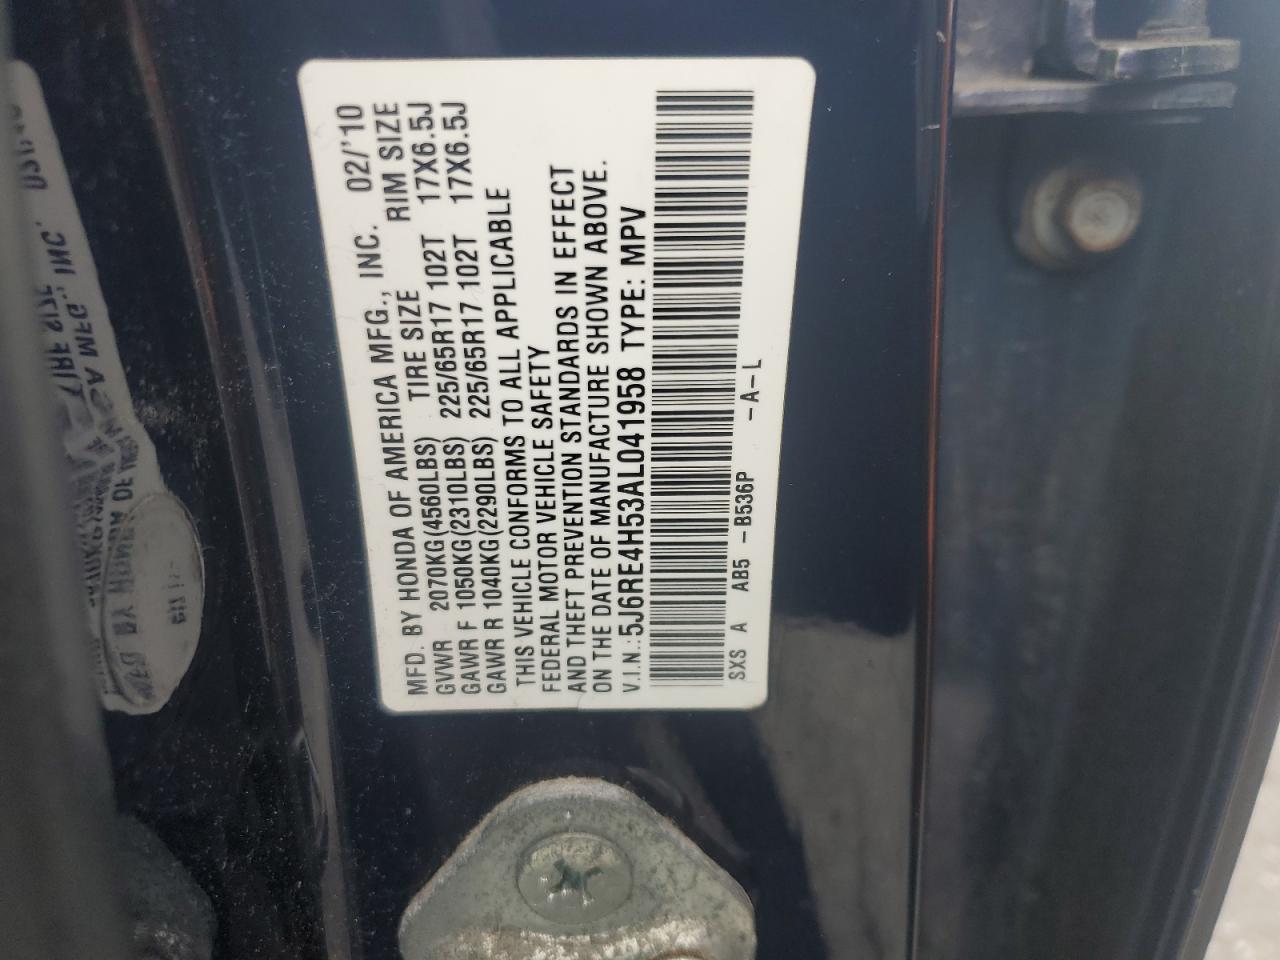 MFD. BY HONDA OF AMERICA MFG., INC. 02/'10
GVWR 2070KG(4560LBS) TIRE SIZE RIM SIZE
GAWR F 1050KG(2310LBS) 225/65R17 102T 17X6.5J
GAWR R 1040KG(2290LBS) 225/65R17 102T 17X6.5J
THIS VEHICLE CONFORMS TO ALL APPLICABLE
FEDERAL MOTOR VEHICLE SAFETY
AND THEFT PREVENTION STANDARDS IN EFFECT
ON THE DATE OF MANUFACTURE SHOWN ABOVE.
V.I.N.: 5J6RE4H53AL041958 TYPE: MPV
SXS A AB5 -B536P -A-L